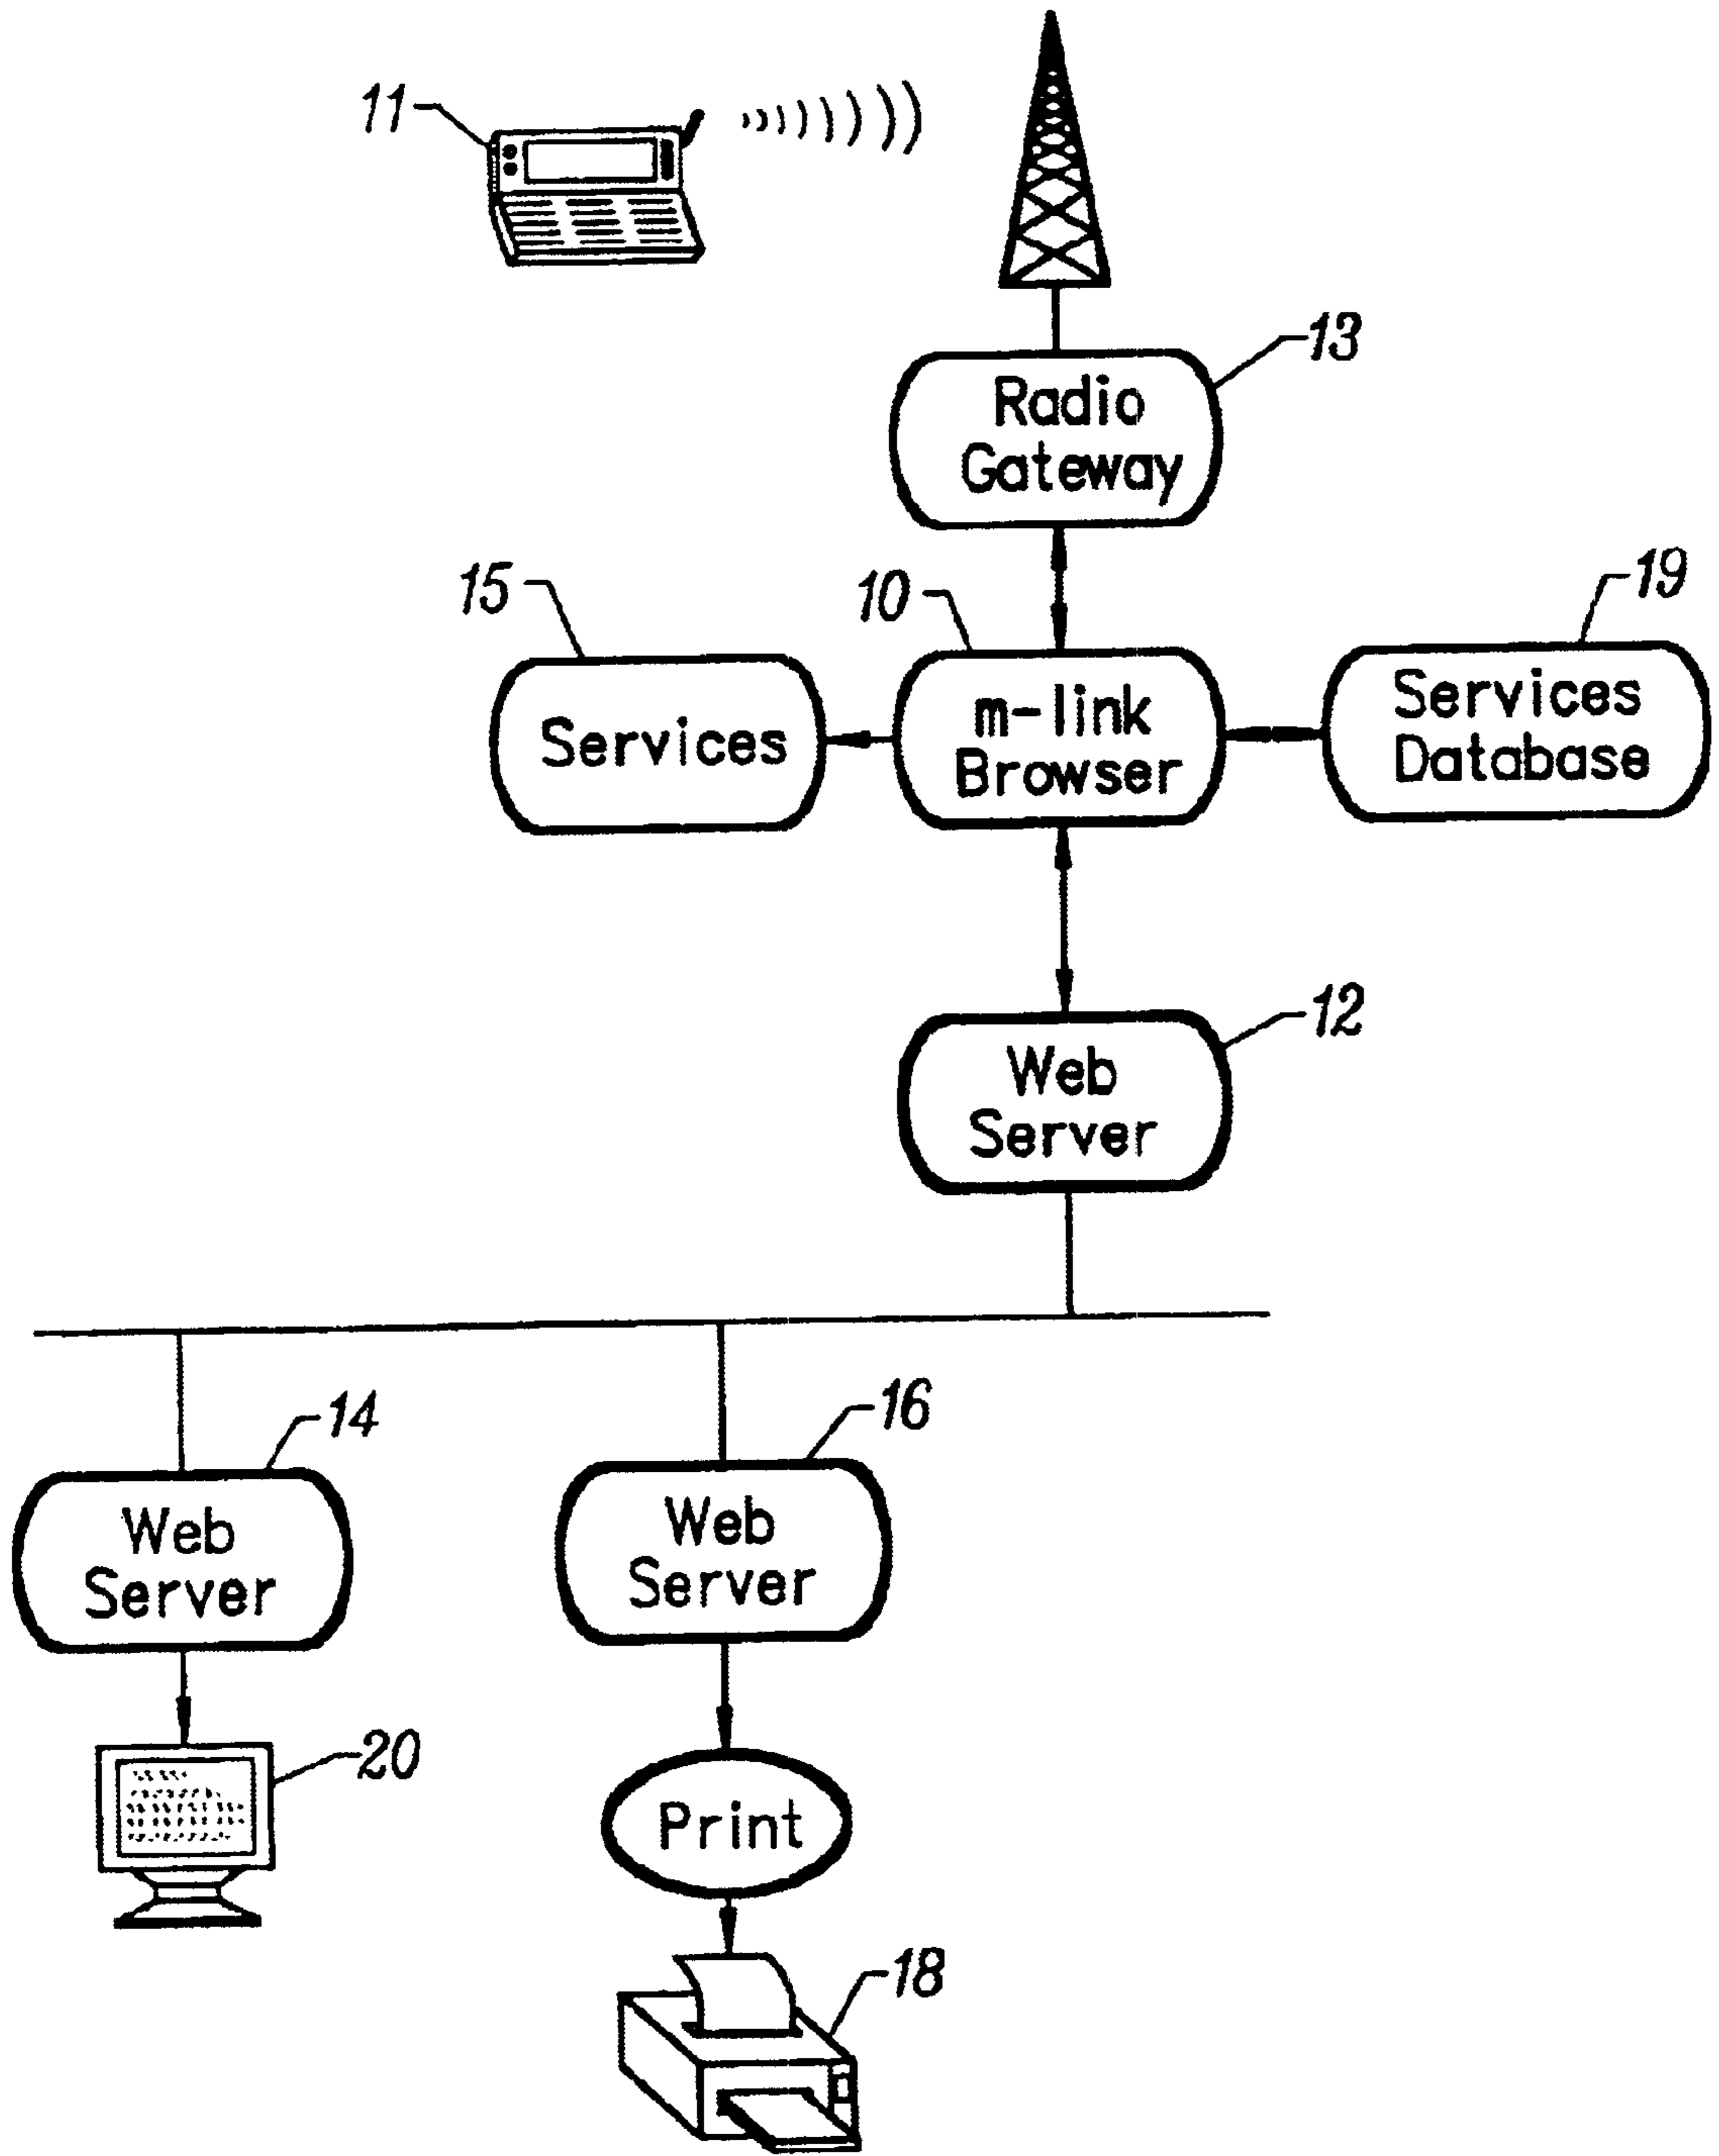 11
13
Radio
Gateway
15
10
19
Services
m-link
Browser
Services
Database
12
Web
Server
14
16
Web
Server
Web
Server
20
Print
18